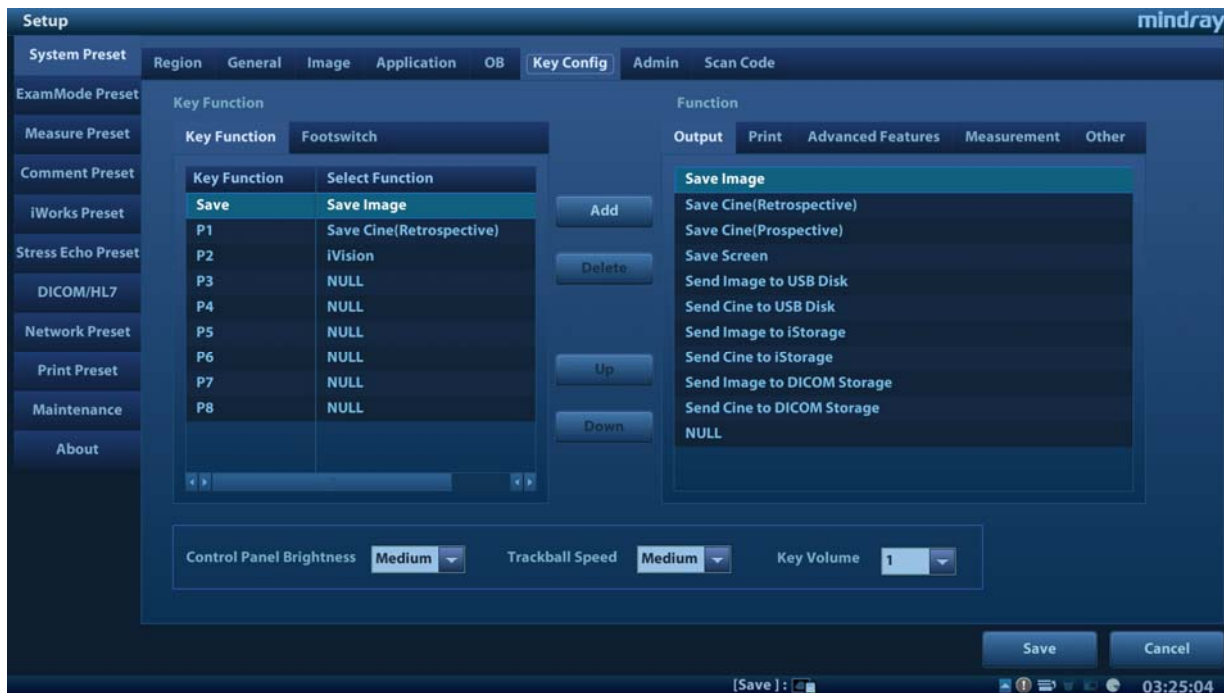 Setup
mindray
System Preset
ExamMode Preset
Measure Preset
Comment Preset
iWorks Preset
Stress Echo Preset
DICOM/HL7
Network Preset
Print Preset
Maintenance
About
Region General Image Application OB Key Config Admin Scan Code
Key Function
Key Function Footswitch
Key Function Select Function
Save Save Image
P1 Save Cine(Retrospective)
P2 iVision
P3 NULL
P4 NULL
P5 NULL
P6 NULL
P7 NULL
P8 NULL
Add
Delete
Up
Down
Function
Output Print Advanced Features Measurement Other
Save Image
Save Cine(Retrospective)
Save Cine(Prospective)
Save Screen
Send Image to USB Disk
Send Cine to USB Disk
Send Image to iStorage
Send Cine to iStorage
Send Image to DICOM Storage
Send Cine to DICOM Storage
NULL
Control Panel Brightness Medium Trackball Speed Medium Key Volume 1
Save Cancel
[Save ] : 03:25:04